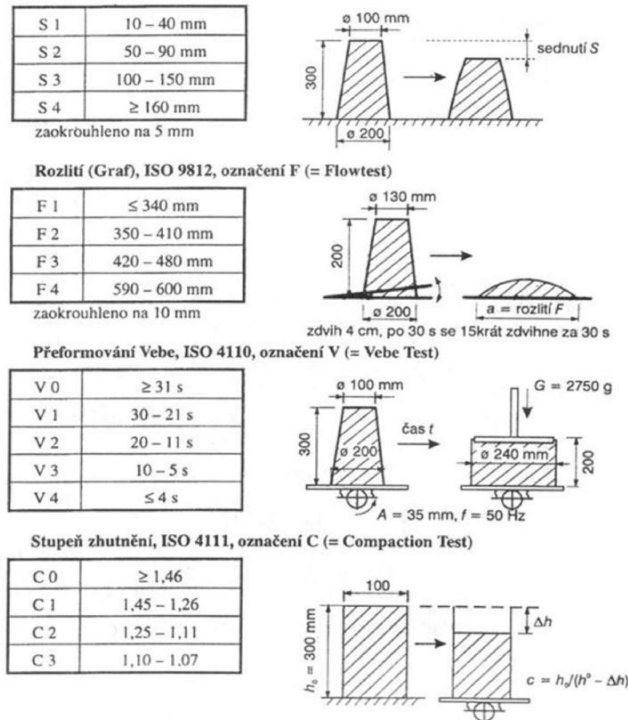 S 1 10 – 40 mm
S 2 50 – 90 mm
S 3 100 – 150 mm
S 4 ≥ 160 mm
zaokrouhleno na 5 mm
ø 100 mm
300
ø 200
sednutí S
Rozlití (Graf), ISO 9812, označení F (= Flowtest)
F 1 ≤ 340 mm
F 2 350 – 410 mm
F 3 420 – 480 mm
F 4 590 – 600 mm
zaokrouhleno na 10 mm
ø 130 mm
200
ø 200
a = rozlití F
zdvih 4 cm, po 30 s se 15krát zdvihne za 30 s
Přeformování Vebe, ISO 4110, označení V (= Vebe Test)
V 0 ≥ 31 s
V 1 30 – 21 s
V 2 20 – 11 s
V 3 10 – 5 s
V 4 ≤ 4 s
ø 100 mm
300
ø 200
čas t
G = 2750 g
ø 240 mm
200
A = 35 mm, f = 50 Hz
Stupeň zhutnění, ISO 4111, označení C (= Compaction Test)
C 0 ≥ 1,46
C 1 1,45 – 1,26
C 2 1,25 – 1,11
C 3 1,10 – 1.07
100
h₀ = 300 mm
Δh
c = h₀/(h⁰ – Δh)